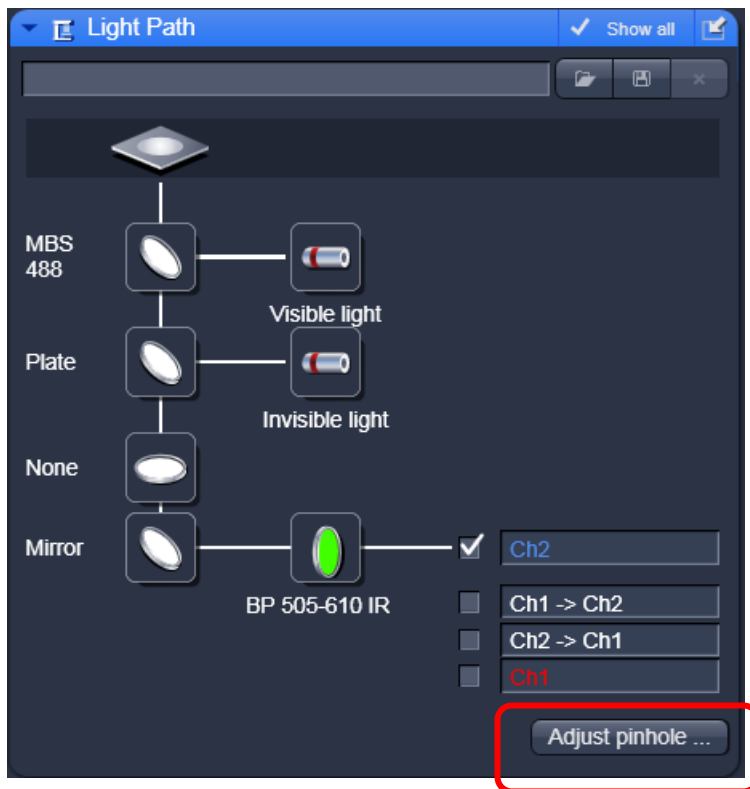 Light Path
Show all
MBS
488
Visible light
Plate
Invisible light
None
Mirror
Ch2
BP 505-610 IR
Ch1 -> Ch2
Ch2 -> Ch1
Ch1
Adjust pinhole ...